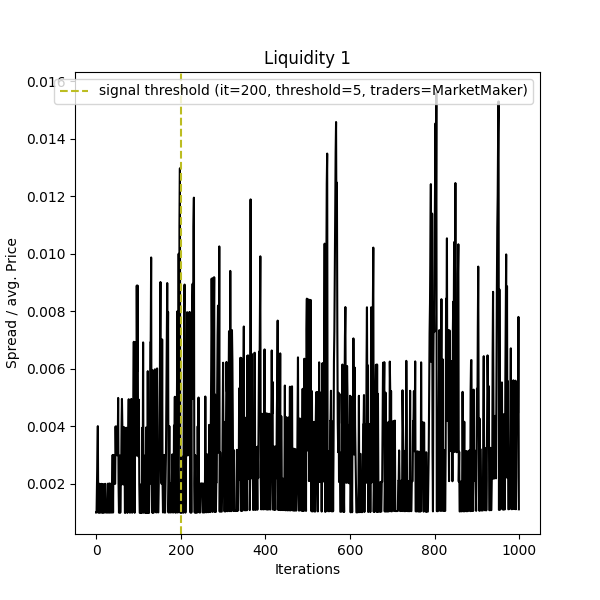 Liquidity 1
0.016
signal threshold (it=200, threshold=5, traders=MarketMaker)
0.014
0.012
0.010
0.008
0.006
0.004
0.002
Spread / avg. Price
0 200 400 600 800 1000
Iterations